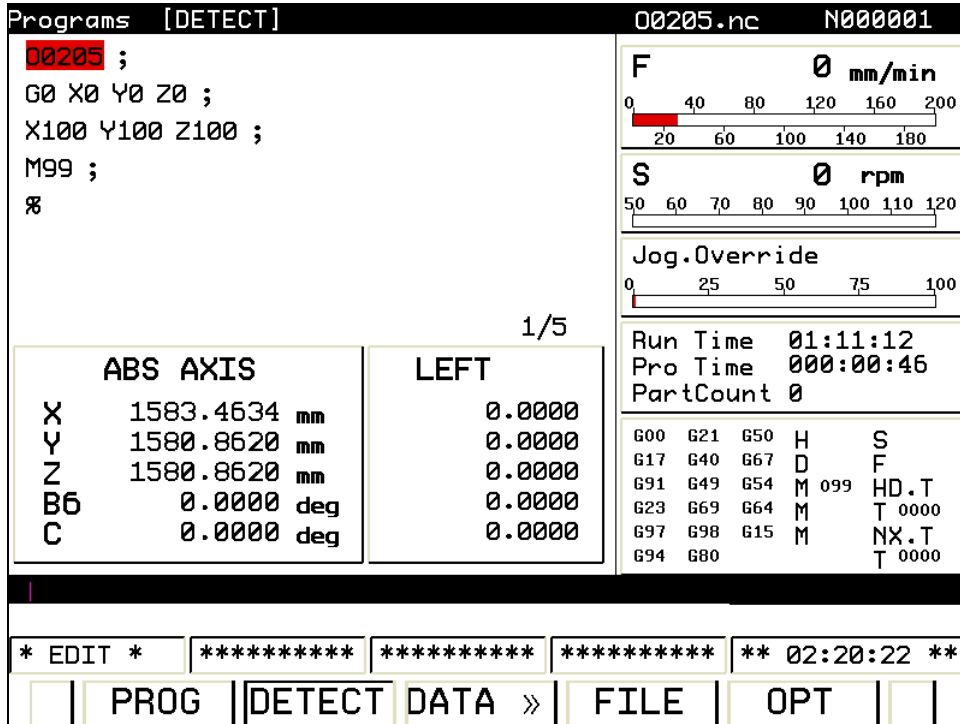 Programs [DETECT] O0205.nc N000001
O0205 ;
G0 X0 Y0 Z0 ;
X100 Y100 Z100 ;
M99 ;
%
1/5
ABS AXIS LEFT
X 1583.4634 mm 0.0000
Y 1580.8620 mm 0.0000
Z 1580.8620 mm 0.0000
B6 0.0000 deg 0.0000
C 0.0000 deg 0.0000
F 0 mm/min
0 40 80 120 160 200
20 60 100 140 180
S 0 rpm
50 60 70 80 90 100 110 120
Jog.Override
0 25 50 75 100
Run Time 01:11:12
Pro Time 000:00:46
PartCount 0
G00 G21 G50 H S
G17 G40 G67 D F
G91 G49 G54 M 099 HD.T
G23 G69 G64 M T 0000
G97 G98 G15 M NX.T
G94 G80 T 0000
* EDIT * ********** ********** ********** ** 02:20:22 **
PROG DETECT DATA » FILE OPT